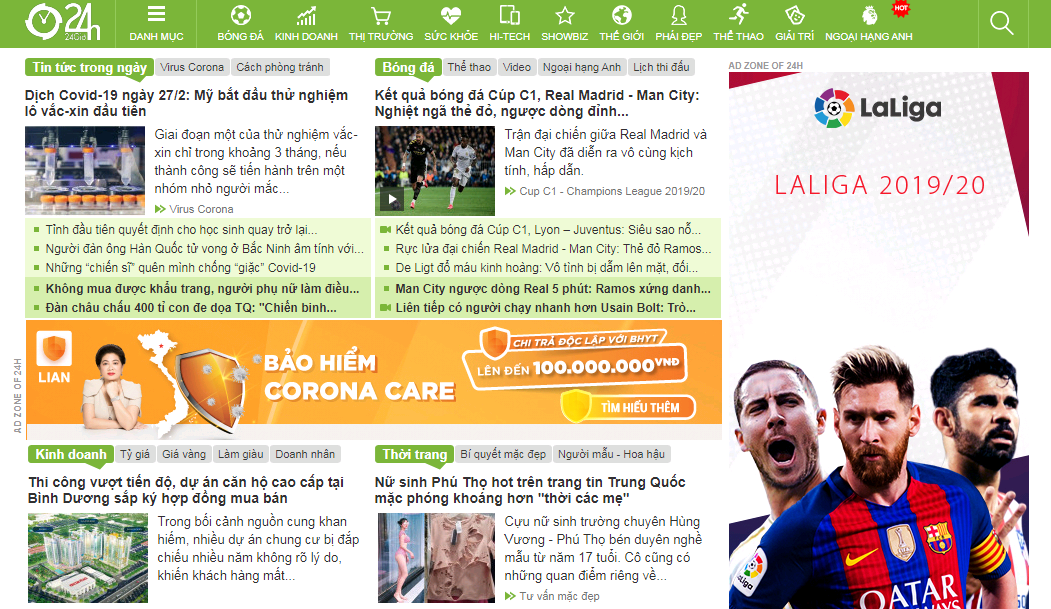 24h
24Giờ
DANH MỤC
BÓNG ĐÁ
KINH DOANH
THỊ TRƯỜNG
SỨC KHỎE
HI-TECH
SHOWBIZ
THẾ GIỚI
PHÁI ĐẸP
THỂ THAO
GIẢI TRÍ
NGOẠI HẠNG ANH
HOT
Tin tức trong ngày Virus Corona Cách phòng tránh
Dịch Covid-19 ngày 27/2: Mỹ bắt đầu thử nghiệm
lô vắc-xin đầu tiên
Giai đoạn một của thử nghiệm vắc-
xin chỉ trong khoảng 3 tháng, nếu
thành công sẽ tiến hành trên một
nhóm nhỏ người mắc...
Virus Corona
Tỉnh đầu tiên quyết định cho học sinh quay trở lại...
Người đàn ông Hàn Quốc tử vong ở Bắc Ninh âm tính với...
Những “chiến sĩ” quên mình chống “giặc” Covid-19
Không mua được khẩu trang, người phụ nữ làm điều...
Đàn châu chấu 400 tỉ con đe dọa TQ: "Chiến binh...
Bóng đá Thể thao Video Ngoại hạng Anh Lịch thi đấu
Kết quả bóng đá Cúp C1, Real Madrid - Man City:
Nghiệt ngã thẻ đỏ, ngược dòng đỉnh...
Trận đại chiến giữa Real Madrid và
Man City đã diễn ra vô cùng kịch
tính, hấp dẫn.
Cup C1 - Champions League 2019/20
Kết quả bóng đá Cúp C1, Lyon – Juventus: Siêu sao nỗ...
Rực lửa đại chiến Real Madrid - Man City: Thẻ đỏ Ramos...
De Ligt đổ máu kinh hoàng: Vô tình bị dẫm lên mặt, đối...
Man City ngược dòng Real 5 phút: Ramos xứng danh...
Liên tiếp có người chạy nhanh hơn Usain Bolt: Trò...
AD ZONE OF 24H
LaLiga
LALIGA 2019/20
AD ZONE OF 24H
LIAN
BẢO HIỂM
CORONA CARE
CHI TRẢ ĐỘC LẬP VỚI BHYT
LÊN ĐẾN 100.000.000VNĐ
TÌM HIỂU THÊM
Kinh doanh Tỷ giá Giá vàng Làm giàu Doanh nhân
Thi công vượt tiến độ, dự án căn hộ cao cấp tại
Bình Dương sắp ký hợp đồng mua bán
Trong bối cảnh nguồn cung khan
hiếm, nhiều dự án chung cư bị đắp
chiếu nhiều năm không rõ lý do,
khiến khách hàng mất...
Thời trang Bí quyết mặc đẹp Người mẫu - Hoa hậu
Nữ sinh Phú Thọ hot trên trang tin Trung Quốc
mặc phóng khoáng hơn "thời các mẹ"
Cựu nữ sinh trường chuyên Hùng
Vương - Phú Thọ bén duyên nghề
mẫu từ năm 17 tuổi. Cô cũng có
những quan điểm riêng về...
Tư vấn mặc đẹp
LaLiga
QATAR
AIRWAYS